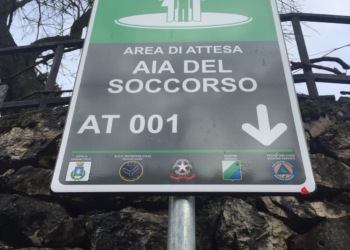 AREA DI ATTESA
AIA DEL
SOCCORSO
AT 001